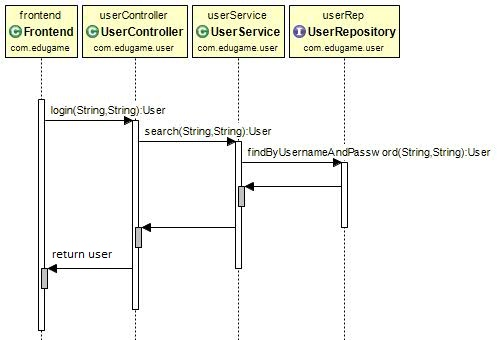 frontend
C Frontend
com.edugame
userController
C UserController
com.edugame.user
userService
C UserService
com.edugame.user
userRep
I UserRepository
com.edugame.user
login(String,String):User
search(String,String):User
findByUsernameAndPassword(String,String):User
return user